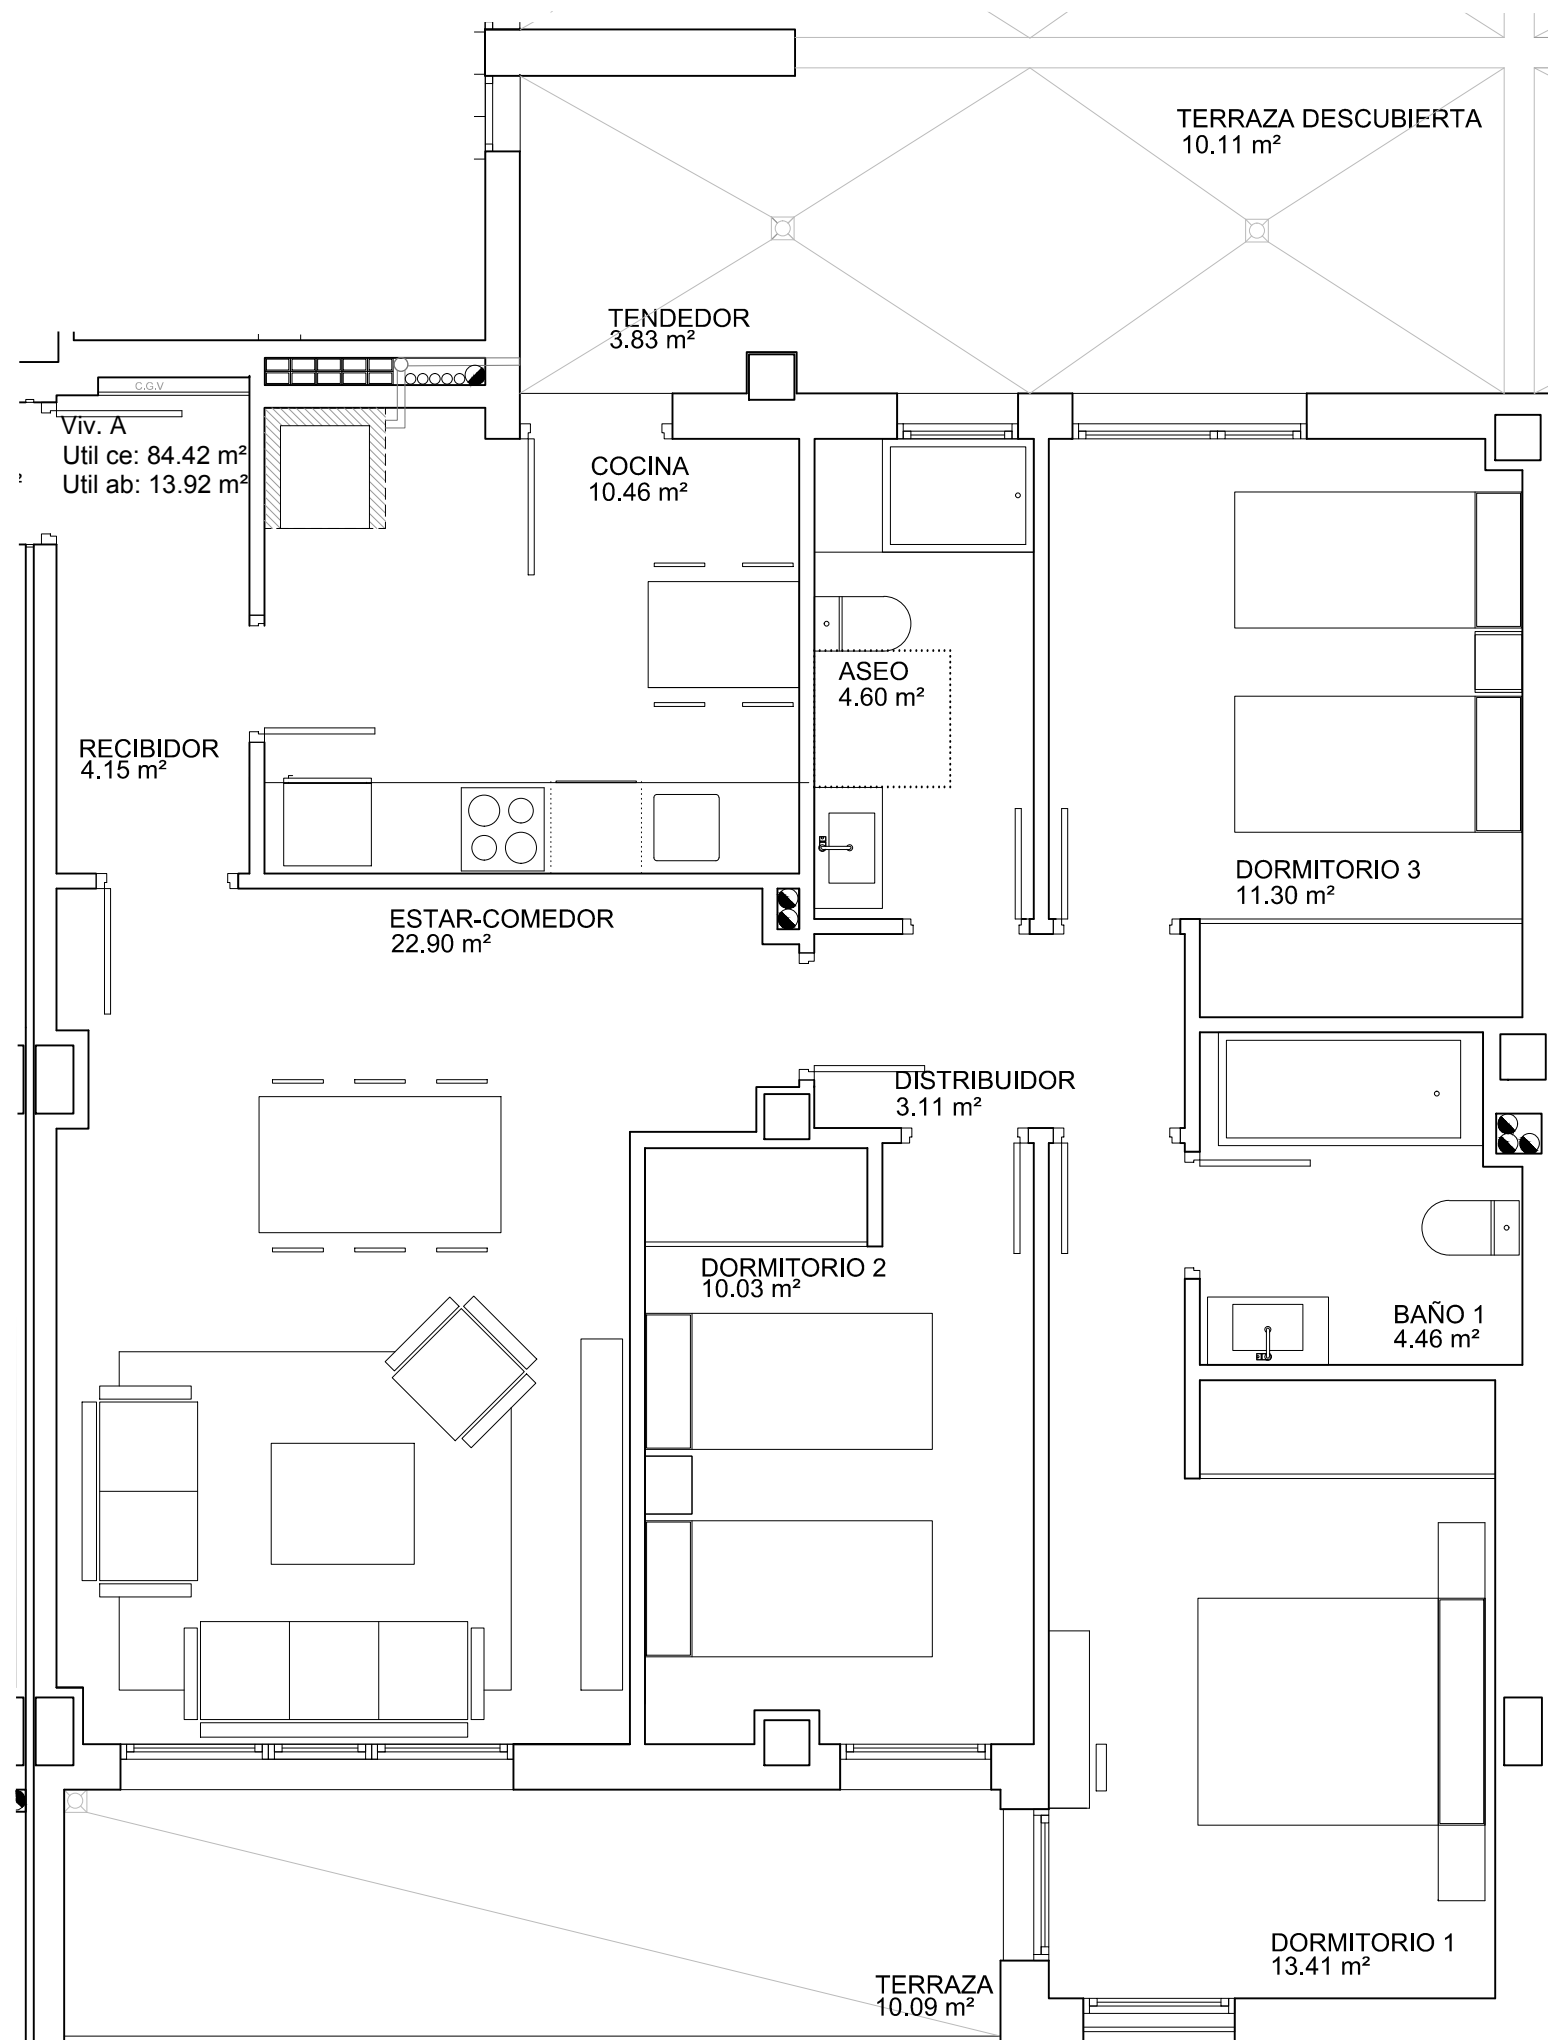 TERRAZA DESCUBIERTA
10.11 m²
TENDEDOR
3.83 m²
C.G.V
Viv. A
Util ce: 84.42 m²
Util ab: 13.92 m²
COCINA
10.46 m²
ASEO
4.60 m²
RECIBIDOR
4.15 m²
DORMITORIO 3
11.30 m²
ESTAR-COMEDOR
22.90 m²
DISTRIBUIDOR
3.11 m²
DORMITORIO 2
10.03 m²
BAÑO 1
4.46 m²
DORMITORIO 1
13.41 m²
TERRAZA
10.09 m²